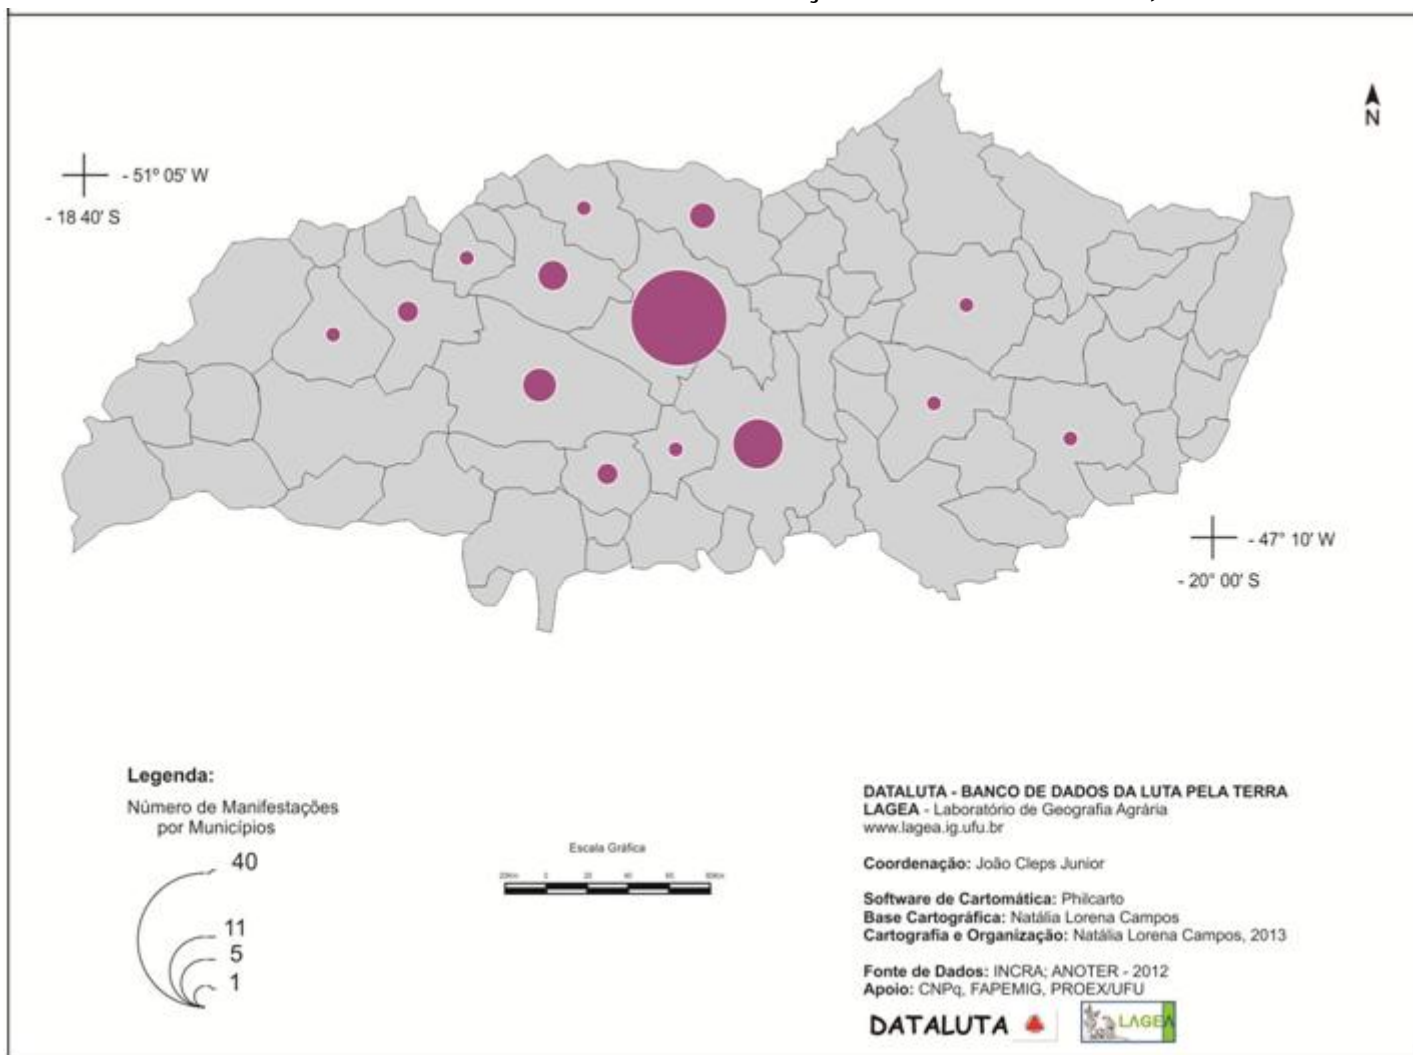 N
- 51º 05' W
- 18 40' S
- 47° 10' W
- 20° 00' S
Legenda:
Número de Manifestações
por Municípios
40
11
5
1
Escala Gráfica
0
20
40
DATALUTA - BANCO DE DADOS DA LUTA PELA TERRA
LAGEA - Laboratório de Geografia Agrária
www.lagea.ig.ufu.br
Coordenação: João Cleps Junior
Software de Cartomática: Philcarto
Base Cartográfica: Natália Lorena Campos
Cartografia e Organização: Natália Lorena Campos, 2013
Fonte de Dados: INCRA; ANOTER - 2012
Apoio: CNPq, FAPEMIG, PROEX/UFU
DATALUTA
LAGEA